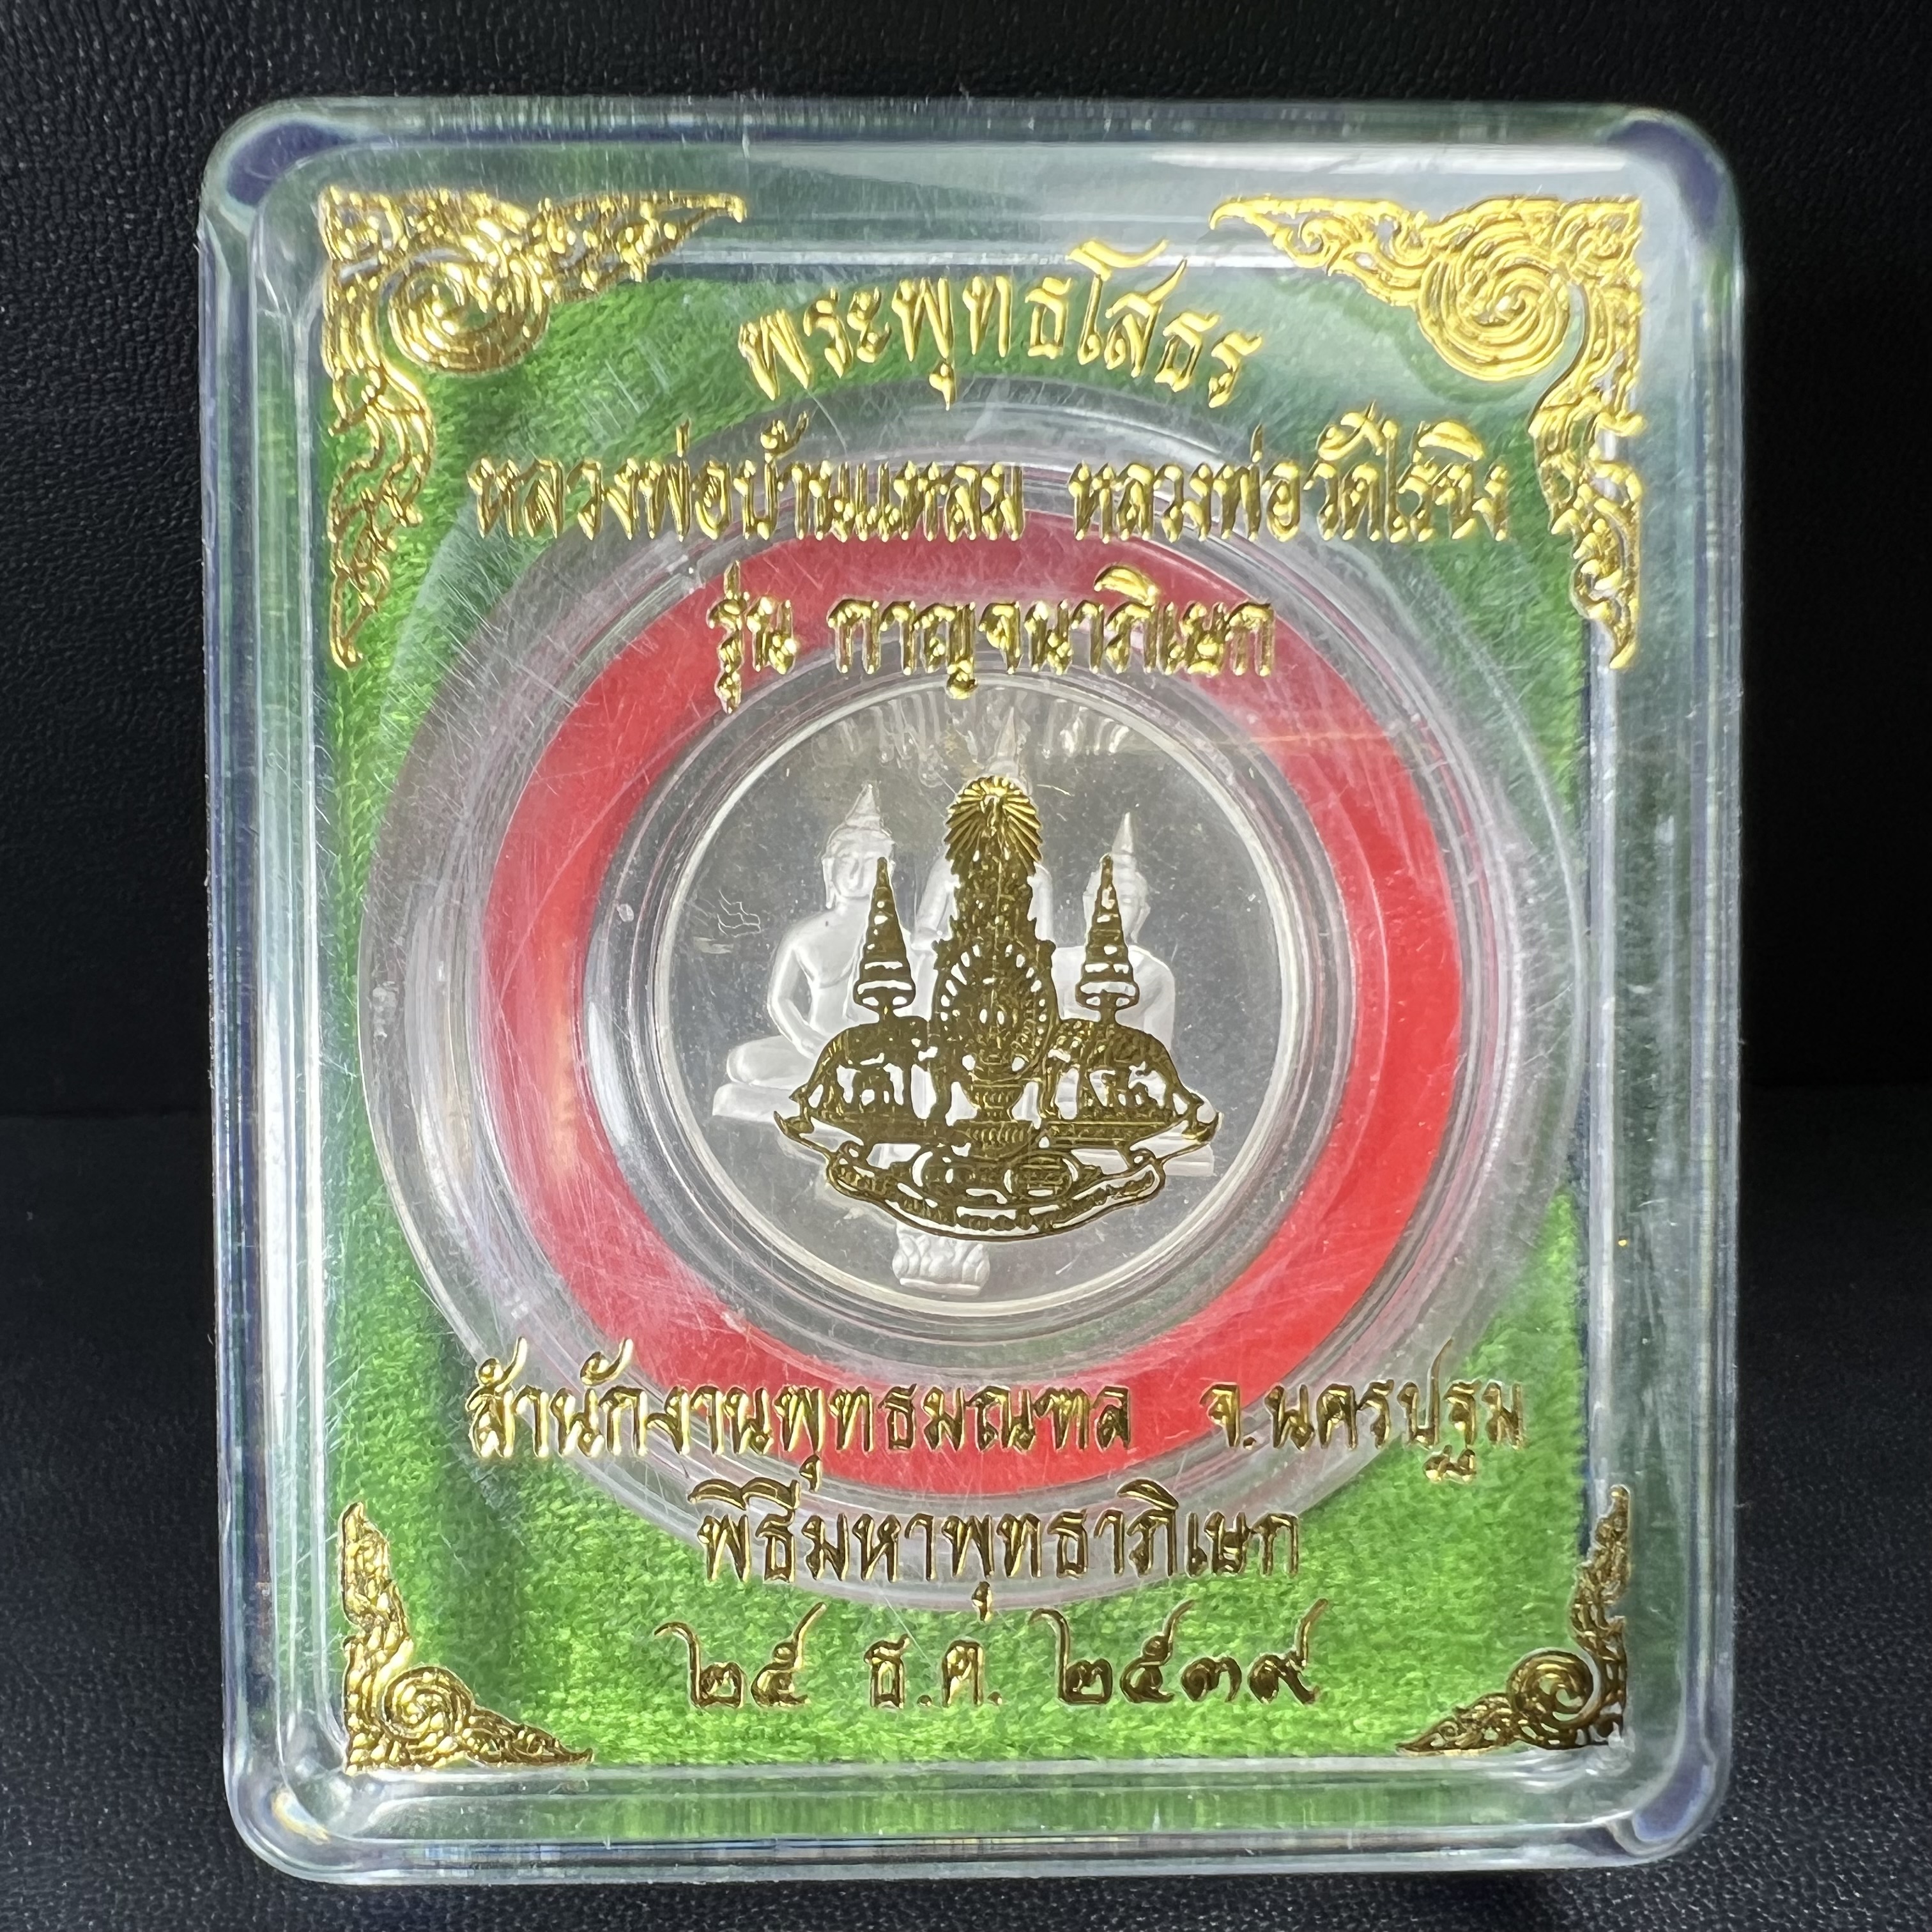 พระพุทธโสธร
หลวงพ่อบ้านแหลม หลวงพ่อวัดไร่ขิง
รุ่น กาญจนาภิเษก
สำนักงานพุทธมณฑล จ.นครปฐม
พิธีมหาพุทธาภิเษก
๒๕ ธ.ค. ๒๕๓๙